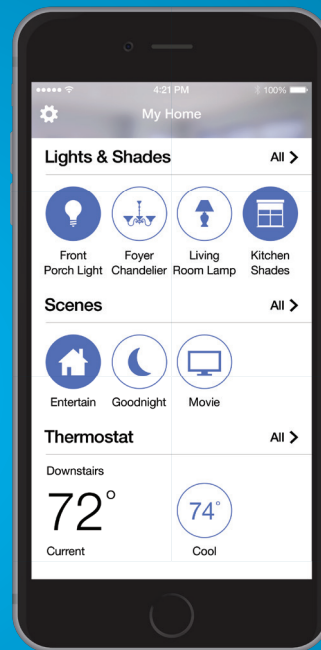 4:21 PM
100%
My Home
Lights & Shades
All >
Front Porch Light
Foyer Chandelier
Living Room Lamp
Kitchen Shades
Scenes
All >
Entertain
Goodnight
Movie
Thermostat
All >
Downstairs
72°
74°
Current
Cool